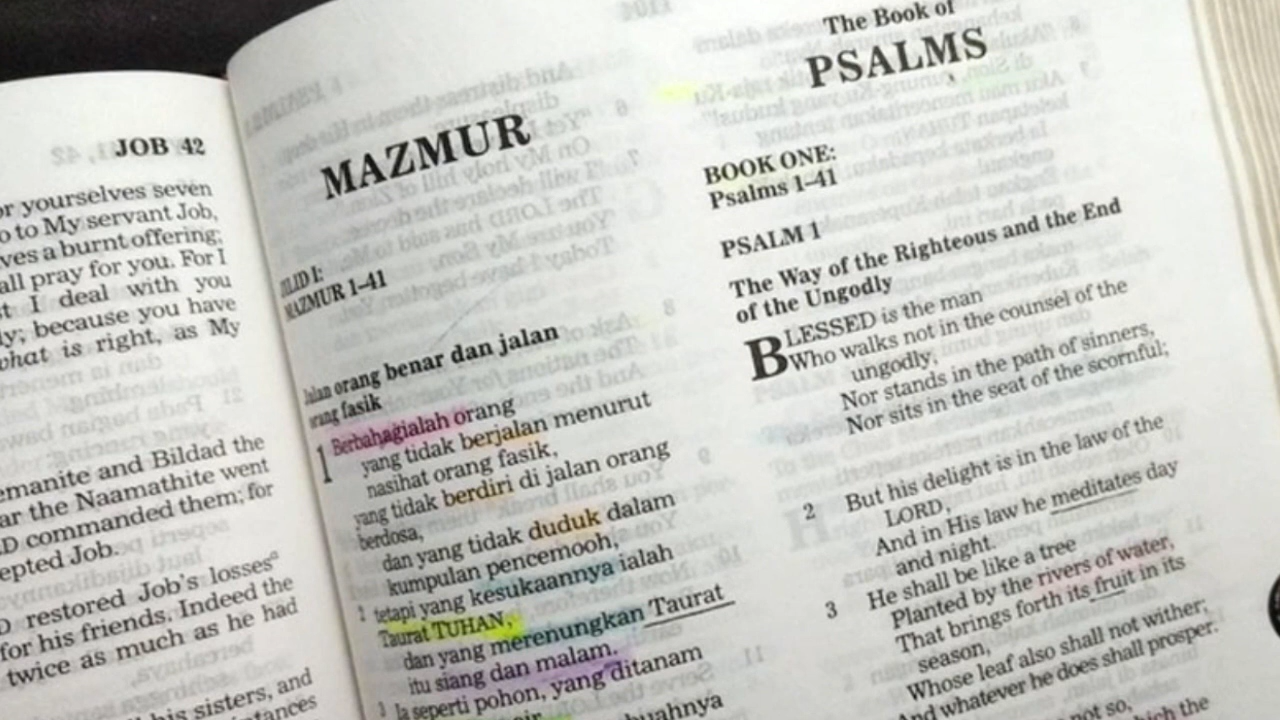 JOB 42
or yourselves seven
o to My servant Job,
ves a burnt offering;
all pray for you. For I
st I deal with you
ly; because you have
what is right, as My
emanite and Bildad the
ar the Naamathite went
D commanded them; for
epted Job.
D restored Job's lossesᵃ
for his friends. Indeed the
twice as much as he had
his sisters, and
MAZMUR
JILID I:
MAZMUR 1–41
Jalan orang benar dan jalan
orang fasik
1 Berbahagialah orang
yang tidak berjalan menurut
nasihat orang fasik,
yang tidak berdiri di jalan orang
berdosa,
dan yang tidak duduk dalam
kumpulan pencemooh,
2 tetapi yang kesukaannya ialah
Taurat TUHAN,
dan yang merenungkan Taurat
itu siang dan malam.
3 Ia seperti pohon, yang ditanam
The Book of
PSALMS
BOOK ONE:
Psalms 1–41
PSALM 1
The Way of the Righteous and the End
of the Ungodly
BLESSED is the man
Who walks not in the counsel of the
ungodly,
Nor stands in the path of sinners,
Nor sits in the seat of the scornful;
2 But his delight is in the law of the
LORD,
And in His law he meditates day
and night.
3 He shall be like a tree
Planted by the rivers of water,
That brings forth its fruit in its
season,
Whose leaf also shall not wither;
And whatever he does shall prosper.